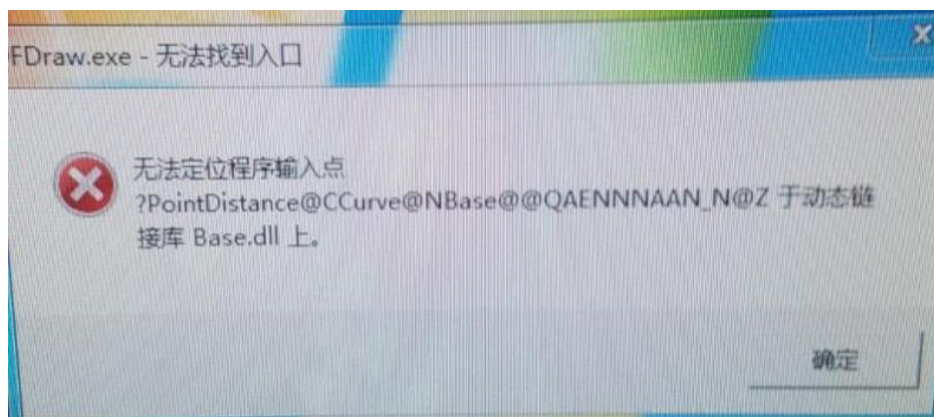 FDraw.exe - 无法找到入口
无法定位程序输入点
?PointDistance@CCurve@NBase@@QAENNNAAN_N@Z 于动态链
接库 Base.dll 上。
确定